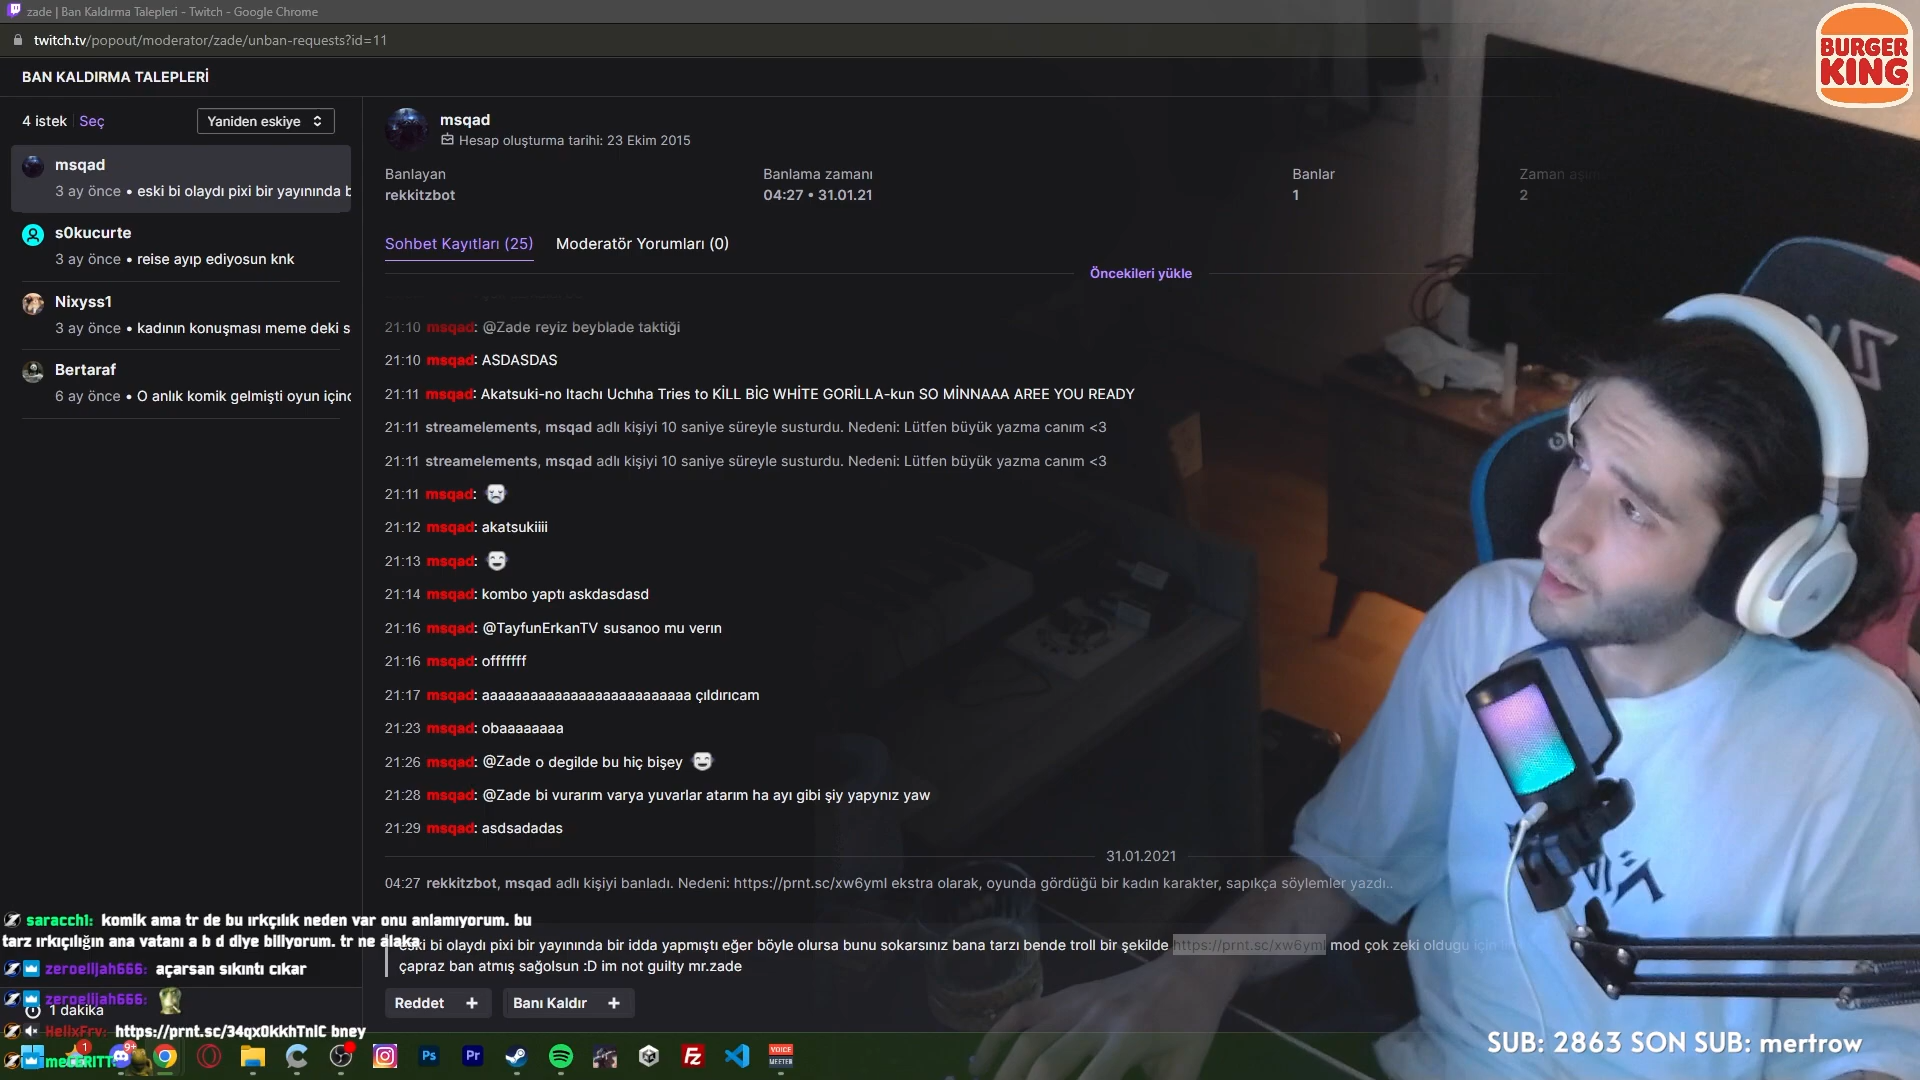 zade | Ban Kaldırma Talepleri - Twitch - Google Chrome
twitch.tv/popout/moderator/zade/unban-requests?id=11
BURGER
KING
BAN KALDIRMA TALEPLERİ
4 istek Seç
Yaniden eskiye
msqad
3 ay önce • eski bi olaydı pixi bir yayınında b
s0kucurte
3 ay önce • reise ayıp ediyosun knk
Nixyss1
3 ay önce • kadının konuşması meme deki s
Bertaraf
6 ay önce • O anlık komik gelmişti oyun için
msqad
Hesap oluşturma tarihi: 23 Ekim 2015
Banlayan
rekkitzbot
Banlama zamanı
04:27 • 31.01.21
Banlar
1
Zaman
2
Sohbet Kayıtları (25)
Moderatör Yorumları (0)
Öncekileri yükle
21:10 msqad: @Zade reyiz beyblade taktiği
21:10 msqad: ASDASDAS
21:11 msqad: Akatsuki-no Itachı Uchıha Tries to KİLL BİG WHİTE GORİLLA-kun SO MİNNAAA AREE YOU READY
21:11 streamelements, msqad adlı kişiyi 10 saniye süreyle susturdu. Nedeni: Lütfen büyük yazma canım <3
21:11 streamelements, msqad adlı kişiyi 10 saniye süreyle susturdu. Nedeni: Lütfen büyük yazma canım <3
21:11 msqad:
21:12 msqad: akatsukiiii
21:13 msqad:
21:14 msqad: kombo yaptı askdasdasd
21:16 msqad: @TayfunErkanTV susanoo mu verın
21:16 msqad: offfffff
21:17 msqad: aaaaaaaaaaaaaaaaaaaaaaaaaa çıldırıcam
21:23 msqad: obaaaaaaaa
21:26 msqad: @Zade o degilde bu hiç bişey
21:28 msqad: @Zade bi vurarım varya yuvarlar atarım ha ayı gibi şiy yapynız yaw
21:29 msqad: asdsadadas
31.01.2021
04:27 rekkitzbot, msqad adlı kişiyi banladı. Nedeni: https://prnt.sc/xw6yml ekstra olarak, oyunda gördüğü bir kadın karakter, sapıkça söylemler yazdı..
eski bi olaydı pixi bir yayınında bir idda yapmıştı eğer böyle olursa bunu sokarsınız bana tarzı bende troll bir şekilde https://prnt.sc/xw6yml mod çok zeki oldugu için
çapraz ban atmış sağolsun :D im not guilty mr.zade
Reddet +
Banı Kaldır +
saracch1: komik ama tr de bu ırkçılık neden var onu anlamıyorum. bu
tarz ırkçılığın ana vatanı a b d diye biliyorum. tr ne alaka
zeroelijah666: açarsan sıkıntı cıkar
zeroelijah666:
1 dakika
HelixFry: https://prnt.sc/34qx0kkhTniC bney
SUB: 2863 SON SUB: mertrow
1
9+
Ps
Pr
Fz
VOICE
MEETER